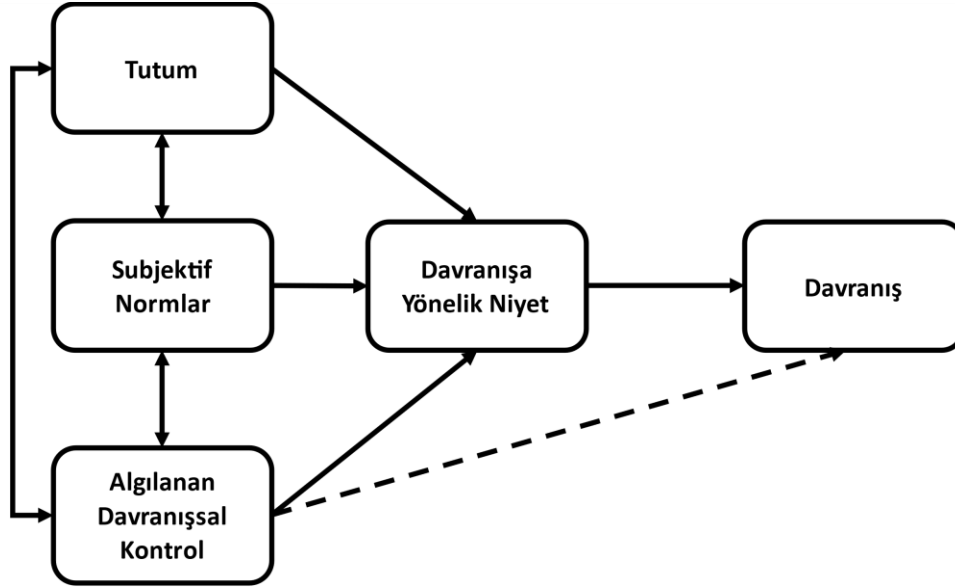 Tutum
Subjektif
Normlar
Davranışa
Yönelik Niyet
Davranış
Algılanan
Davranışsal
Kontrol